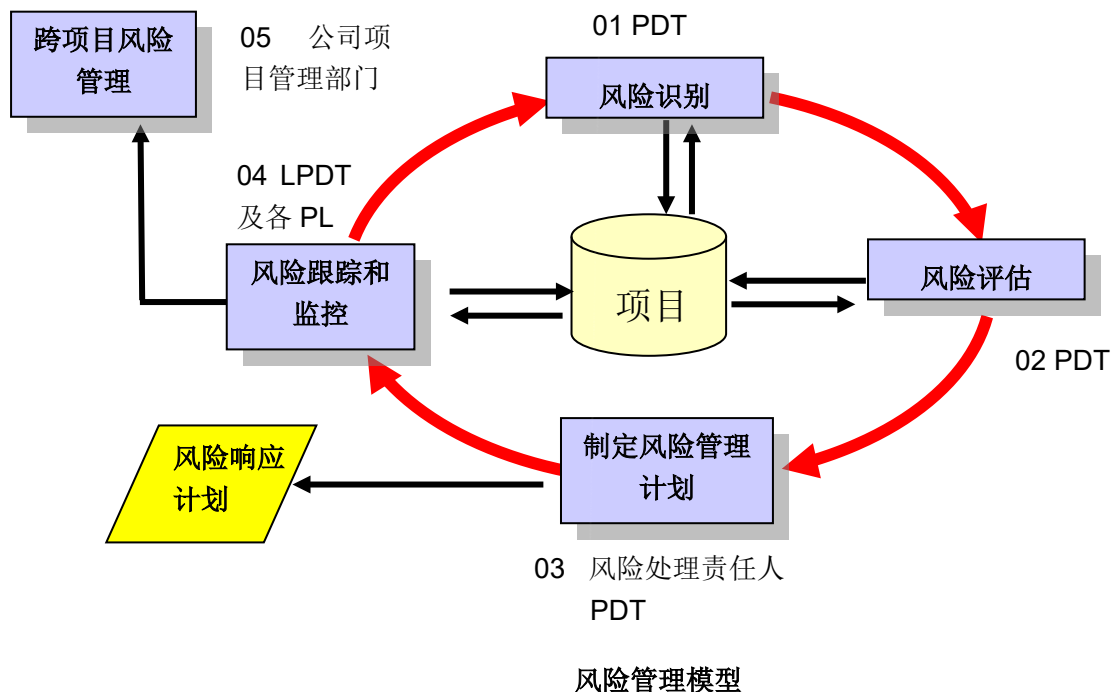 跨项目风险
管理
05 公司项
目管理部门
01 PDT
风险识别
04 LPDT
及各 PL
风险跟踪和
监控
项目
风险评估
02 PDT
风险响应
计划
制定风险管理
计划
03 风险处理责任人
PDT
风险管理模型